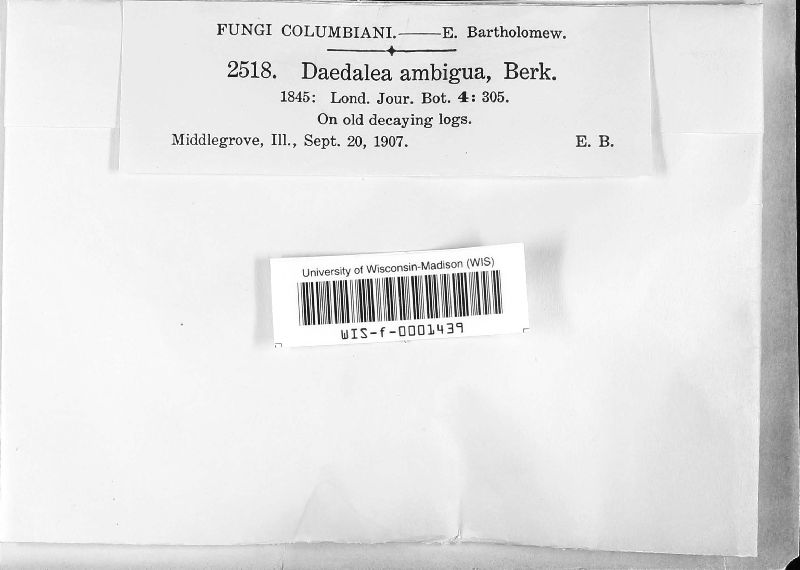 FUNGI COLUMBIANI.——E. Bartholomew.
2518. Daedalea ambigua, Berk.
1845: Lond. Jour. Bot. 4: 305.
On old decaying logs.
Middlegrove, Ill., Sept. 20, 1907. E. B.
University of Wisconsin-Madison (WIS)
WIS-f-0001439